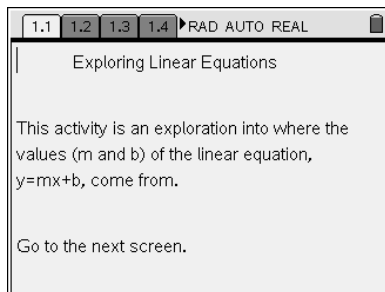 1.1 1.2 1.3 1.4 RAD AUTO REAL
Exploring Linear Equations
This activity is an exploration into where the
values (m and b) of the linear equation,
y=mx+b, come from.
Go to the next screen.